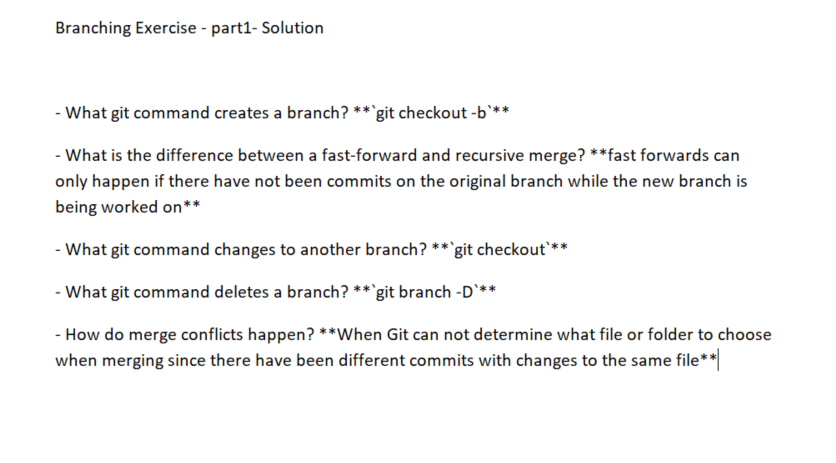 Branching Exercise - part1- Solution
- What git command creates a branch? **`git checkout -b`**
- What is the difference between a fast-forward and recursive merge? **fast forwards can
only happen if there have not been commits on the original branch while the new branch is
being worked on**
- What git command changes to another branch? **`git checkout`**
- What git command deletes a branch? **`git branch -D`**
- How do merge conflicts happen? **When Git can not determine what file or folder to choose
when merging since there have been different commits with changes to the same file**